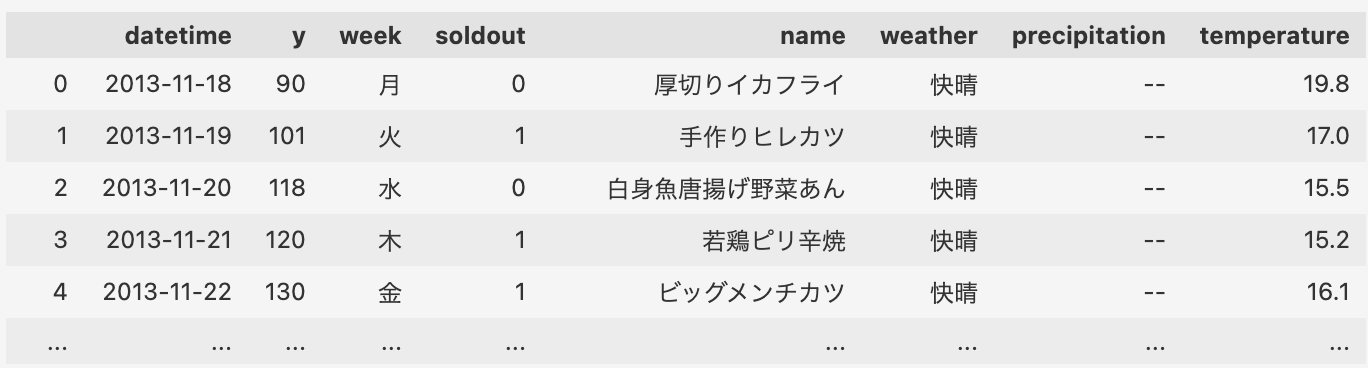 datetime y week soldout name weather precipitation temperature
0 2013-11-18 90 月 0 厚切りイカフライ 快晴 -- 19.8
1 2013-11-19 101 火 1 手作りヒレカツ 快晴 -- 17.0
2 2013-11-20 118 水 0 白身魚唐揚げ野菜あん 快晴 -- 15.5
3 2013-11-21 120 木 1 若鶏ピリ辛焼 快晴 -- 15.2
4 2013-11-22 130 金 1 ビッグメンチカツ 快晴 -- 16.1
... ... ... ... ... ... ... ... ...